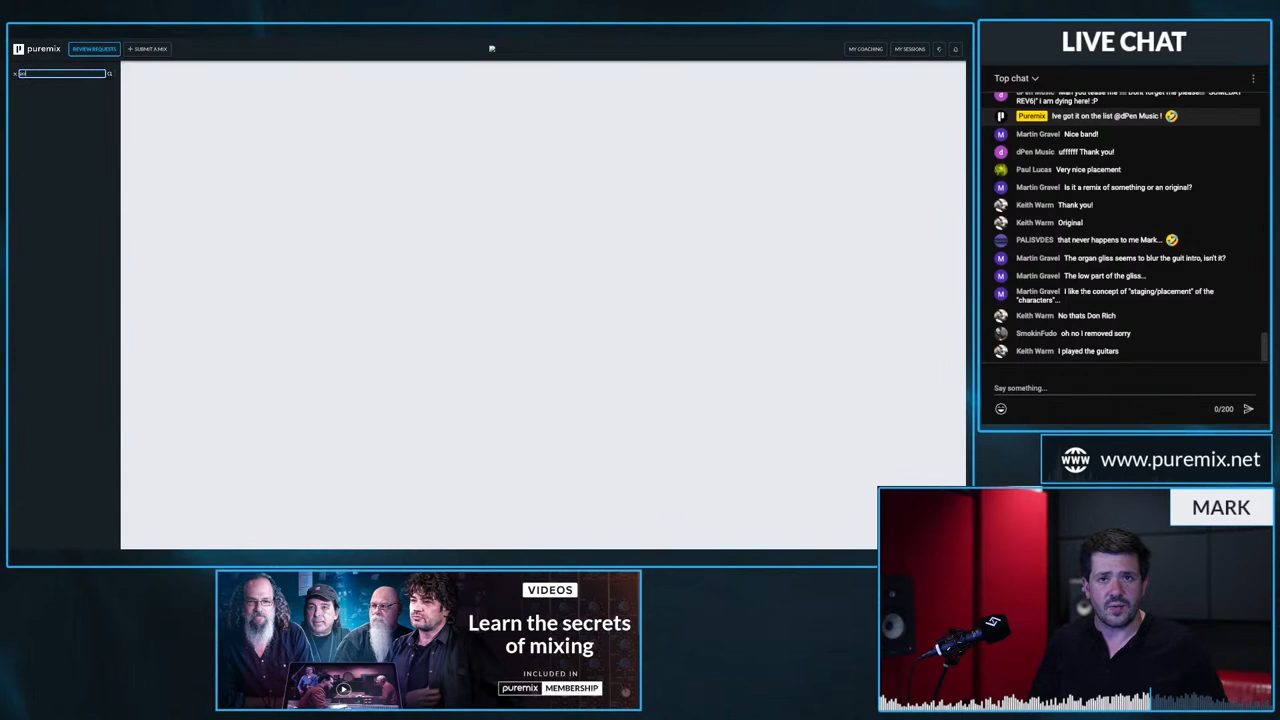 puremix
REVIEW REQUESTS
+ SUBMIT A MIX
MY COACHING
MY SESSIONS
LIVE CHAT
Top chat
REV6(" I am dying here! :P
Puremix Ive got it on the list @dPen Music ! 🤣
Martin Gravel Nice band!
dPen Music uffffff Thank you!
Paul Lucas Very nice placement
Martin Gravel Is it a remix of something or an original?
Keith Warm Thank you!
Keith Warm Original
PALISVDES that never happens to me Mark... 🤣
Martin Gravel The organ gliss seems to blur the guit intro, isn't it?
Martin Gravel The low part of the gliss...
Martin Gravel I like the concept of "staging/placement" of the
"characters"...
Keith Warm No thats Don Rich
SmokinFudo oh no I removed sorry
Keith Warm I played the guitars
Say something...
0/200
www.puremix.net
MARK
VIDEOS
Learn the secrets
of mixing
INCLUDED IN
puremix MEMBERSHIP